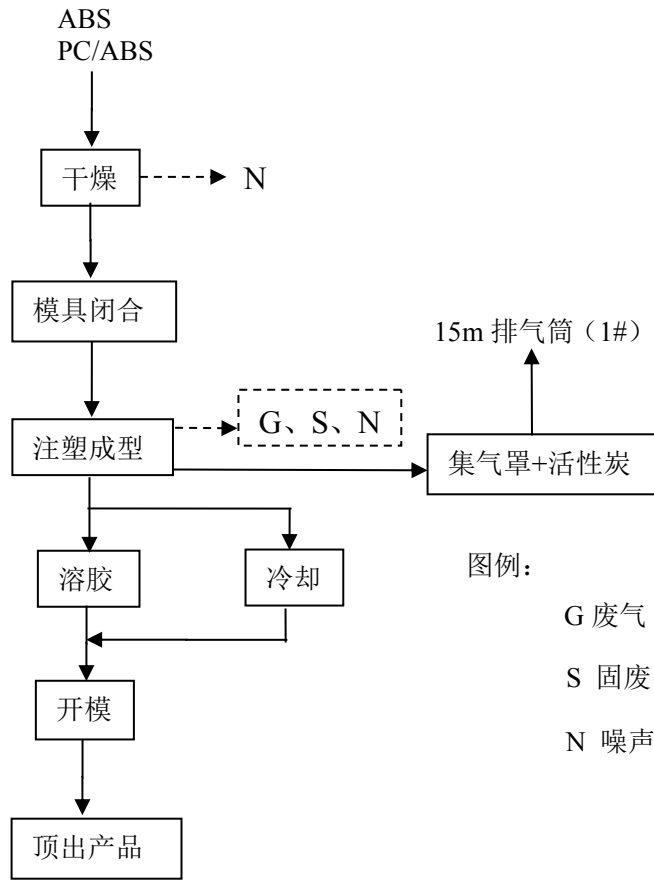 ABS
PC/ABS
干燥
N
模具闭合
15m 排气筒（1#）
G、S、N
注塑成型
集气罩+活性炭
溶胶
冷却
图例：
G 废气
S 固废
开模
N 噪声
顶出产品